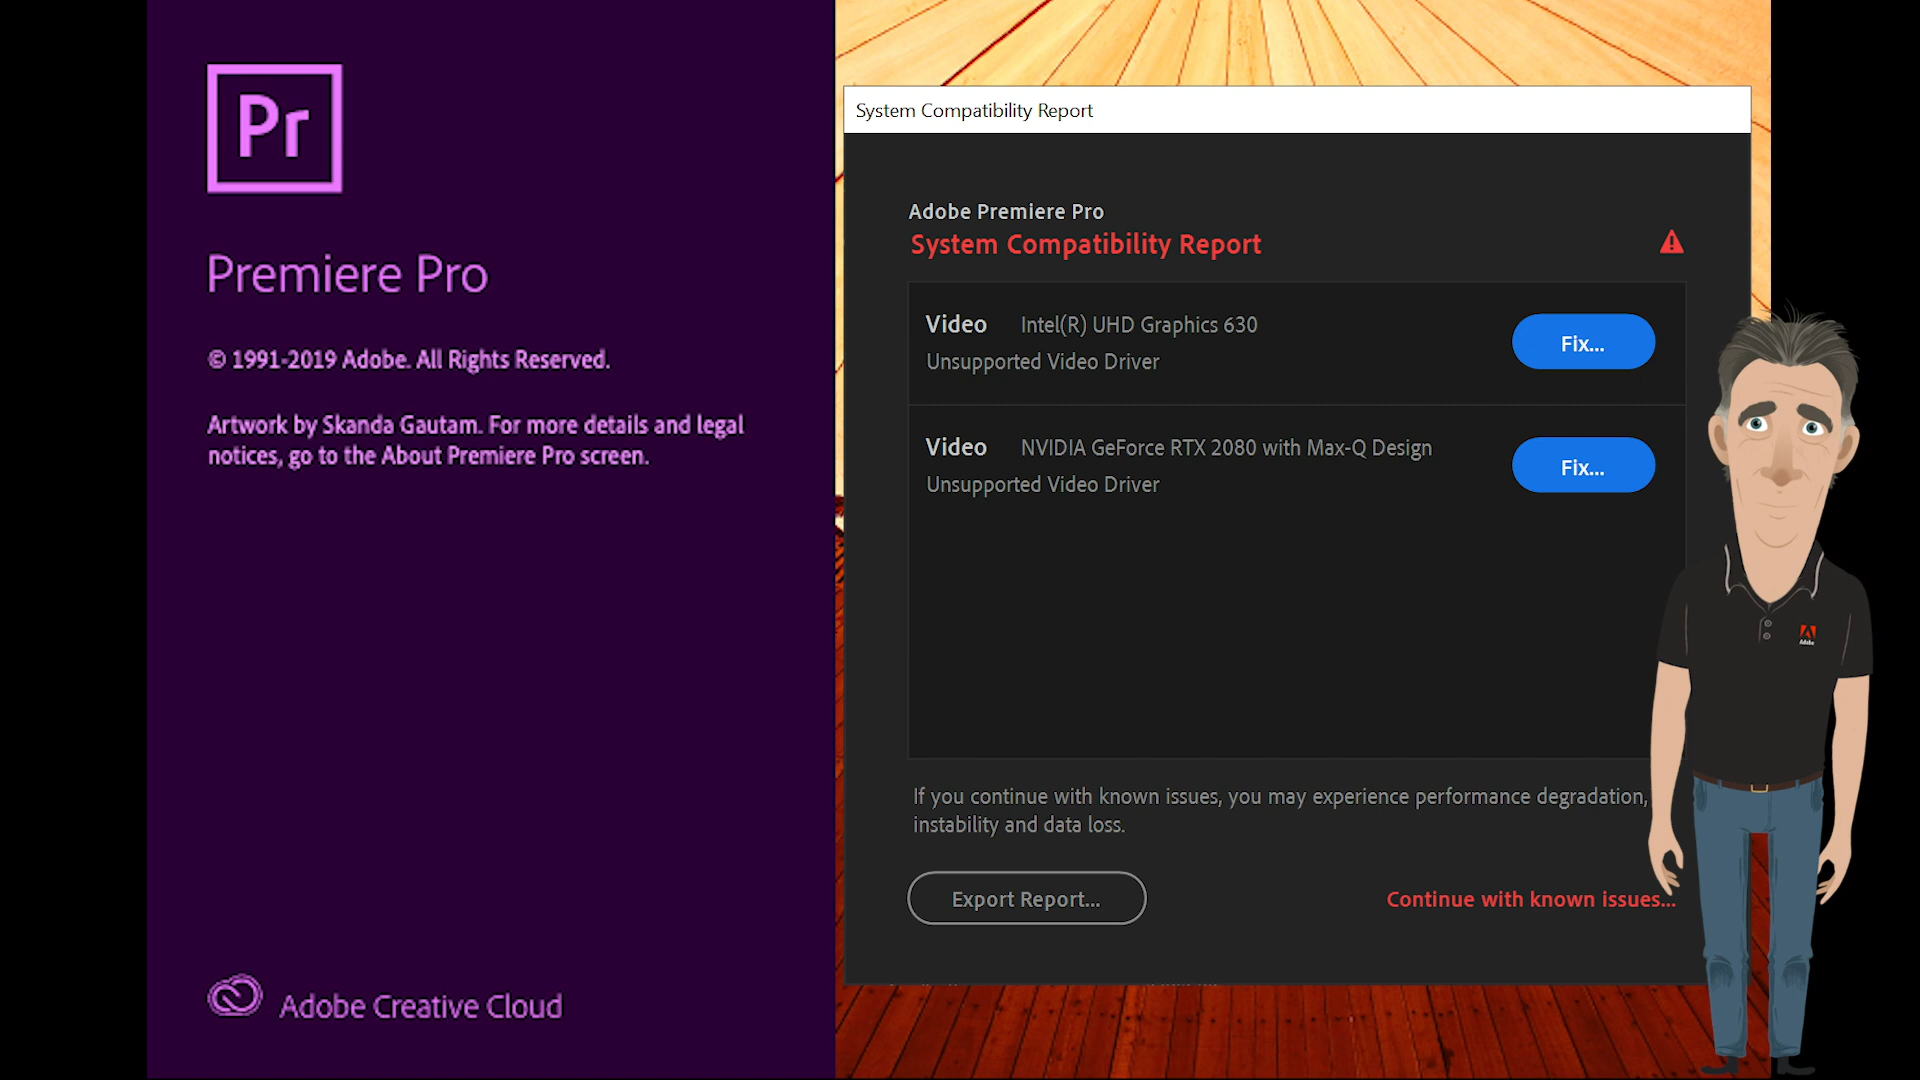 Pr
Premiere Pro
© 1991-2019 Adobe. All Rights Reserved.
Artwork by Skanda Gautam. For more details and legal
notices, go to the About Premiere Pro screen.
Adobe Creative Cloud
System Compatibility Report
Adobe Premiere Pro
System Compatibility Report
Video Intel(R) UHD Graphics 630
Unsupported Video Driver
Fix...
Video NVIDIA GeForce RTX 2080 with Max-Q Design
Unsupported Video Driver
Fix...
If you continue with known issues, you may experience performance degradation,
instability and data loss.
Export Report...
Continue with known issues...
Adobe